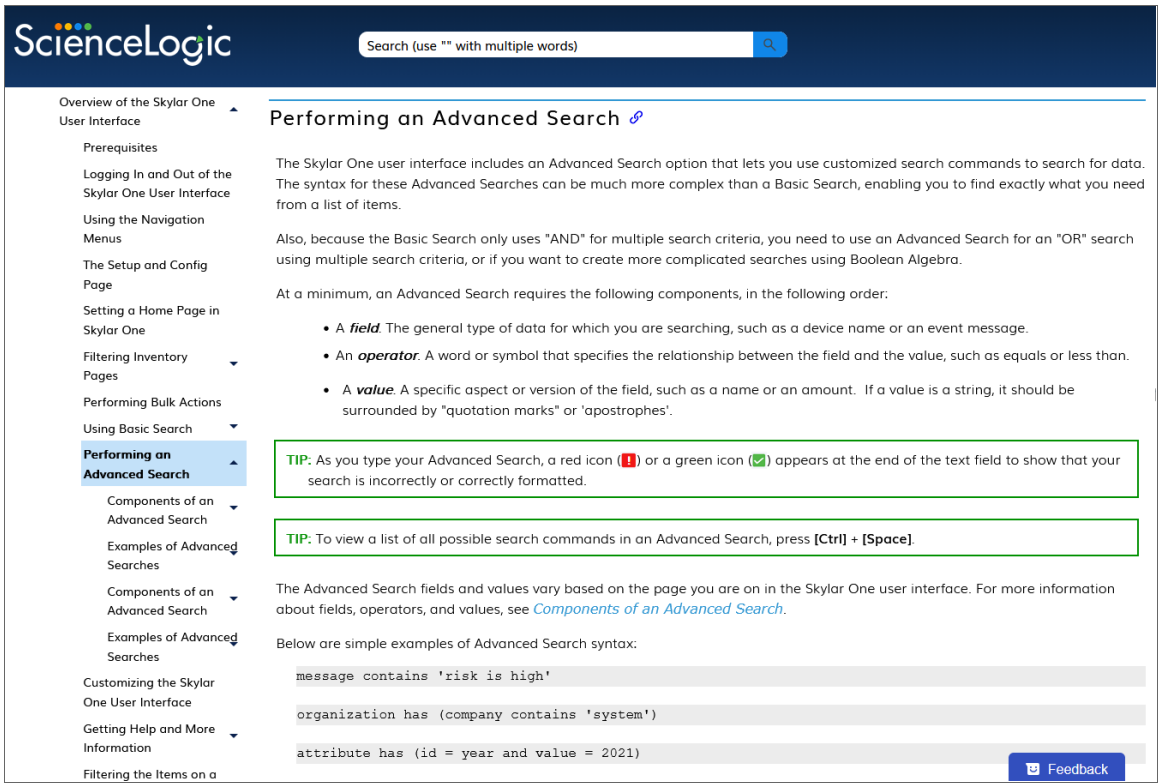 ScienceLogic
Search (use "" with multiple words)
Overview of the Skylar One
User Interface
Prerequisites
Logging In and Out of the
Skylar One User Interface
Using the Navigation
Menus
The Setup and Config
Page
Setting a Home Page in
Skylar One
Filtering Inventory
Pages
Performing Bulk Actions
Using Basic Search
Performing an
Advanced Search
Components of an
Advanced Search
Examples of Advanced
Searches
Components of an
Advanced Search
Examples of Advanced
Searches
Customizing the Skylar
One User Interface
Getting Help and More
Information
Filtering the Items on a
Performing an Advanced Search
The Skylar One user interface includes an Advanced Search option that lets you use customized search commands to search for data.
The syntax for these Advanced Searches can be much more complex than a Basic Search, enabling you to find exactly what you need
from a list of items.
Also, because the Basic Search only uses "AND" for multiple search criteria, you need to use an Advanced Search for an "OR" search
using multiple search criteria, or if you want to create more complicated searches using Boolean Algebra.
At a minimum, an Advanced Search requires the following components, in the following order:
• A field. The general type of data for which you are searching, such as a device name or an event message.
• An operator. A word or symbol that specifies the relationship between the field and the value, such as equals or less than.
• A value. A specific aspect or version of the field, such as a name or an amount. If a value is a string, it should be
surrounded by "quotation marks" or 'apostrophes'.
TIP: As you type your Advanced Search, a red icon (!) or a green icon (✓) appears at the end of the text field to show that your
search is incorrectly or correctly formatted.
TIP: To view a list of all possible search commands in an Advanced Search, press [Ctrl] + [Space].
The Advanced Search fields and values vary based on the page you are on in the Skylar One user interface. For more information
about fields, operators, and values, see Components of an Advanced Search.
Below are simple examples of Advanced Search syntax:
message contains 'risk is high'
organization has (company contains 'system')
attribute has (id = year and value = 2021)
Feedback